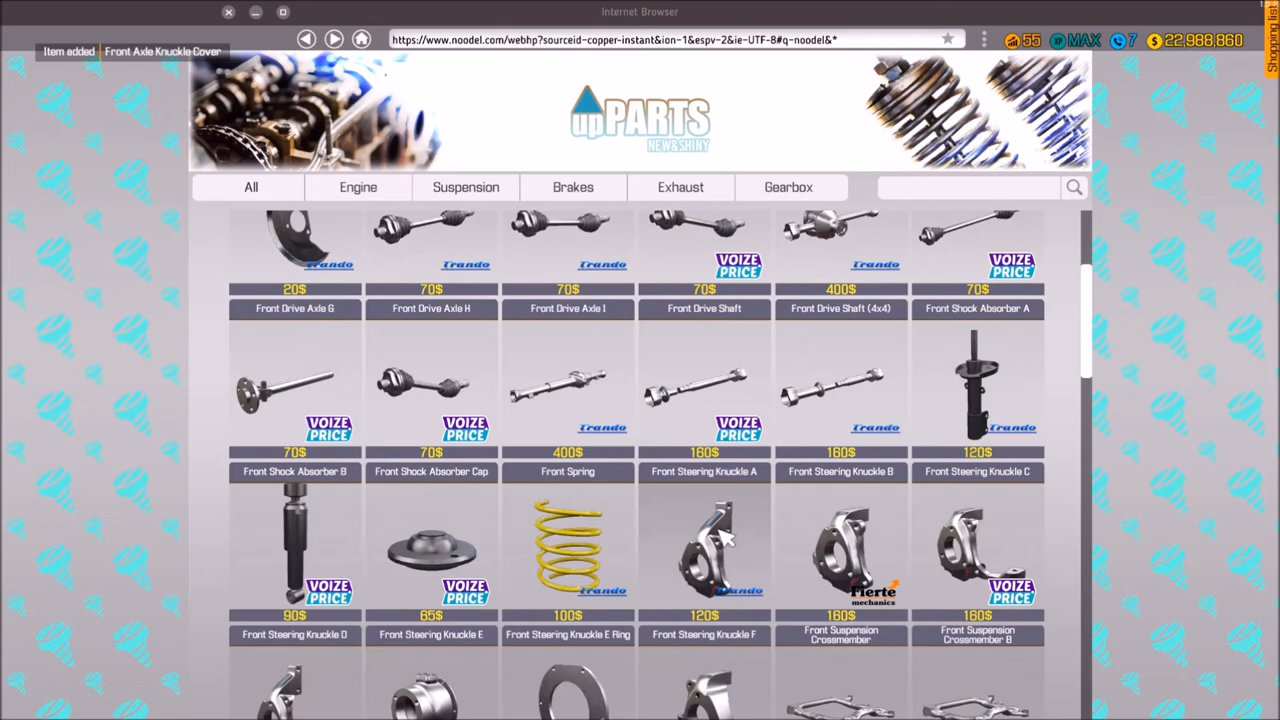 Internet Browser
Item added | Front Axle Knuckle Cover
https://www.noodel.com/webhp?sourceid-copper-instant&ion-1&espv-2&ie-UTF-8#q-noodel&*
55 XP MAX 7 $ 22,988,860
Shopping list
upPARTS
NEW&SHINY
All Engine Suspension Brakes Exhaust Gearbox
Trando Trando Trando VOIZE PRICE Trando VOIZE PRICE
20$ 70$ 70$ 70$ 400$ 70$
Front Drive Axle G Front Drive Axle H Front Drive Axle I Front Drive Shaft Front Drive Shaft (4x4) Front Shock Absorber A
VOIZE PRICE VOIZE PRICE Trando VOIZE PRICE Trando Trando
70$ 70$ 400$ 160$ 160$ 120$
Front Shock Absorber B Front Shock Absorber Cap Front Spring Front Steering Knuckle A Front Steering Knuckle B Front Steering Knuckle C
VOIZE PRICE VOIZE PRICE Trando Trando Fierte mechanics VOIZE PRICE
90$ 65$ 100$ 120$ 160$ 160$
Front Steering Knuckle D Front Steering Knuckle E Front Steering Knuckle E Ring Front Steering Knuckle F Front Suspension Crossmember Front Suspension Crossmember B